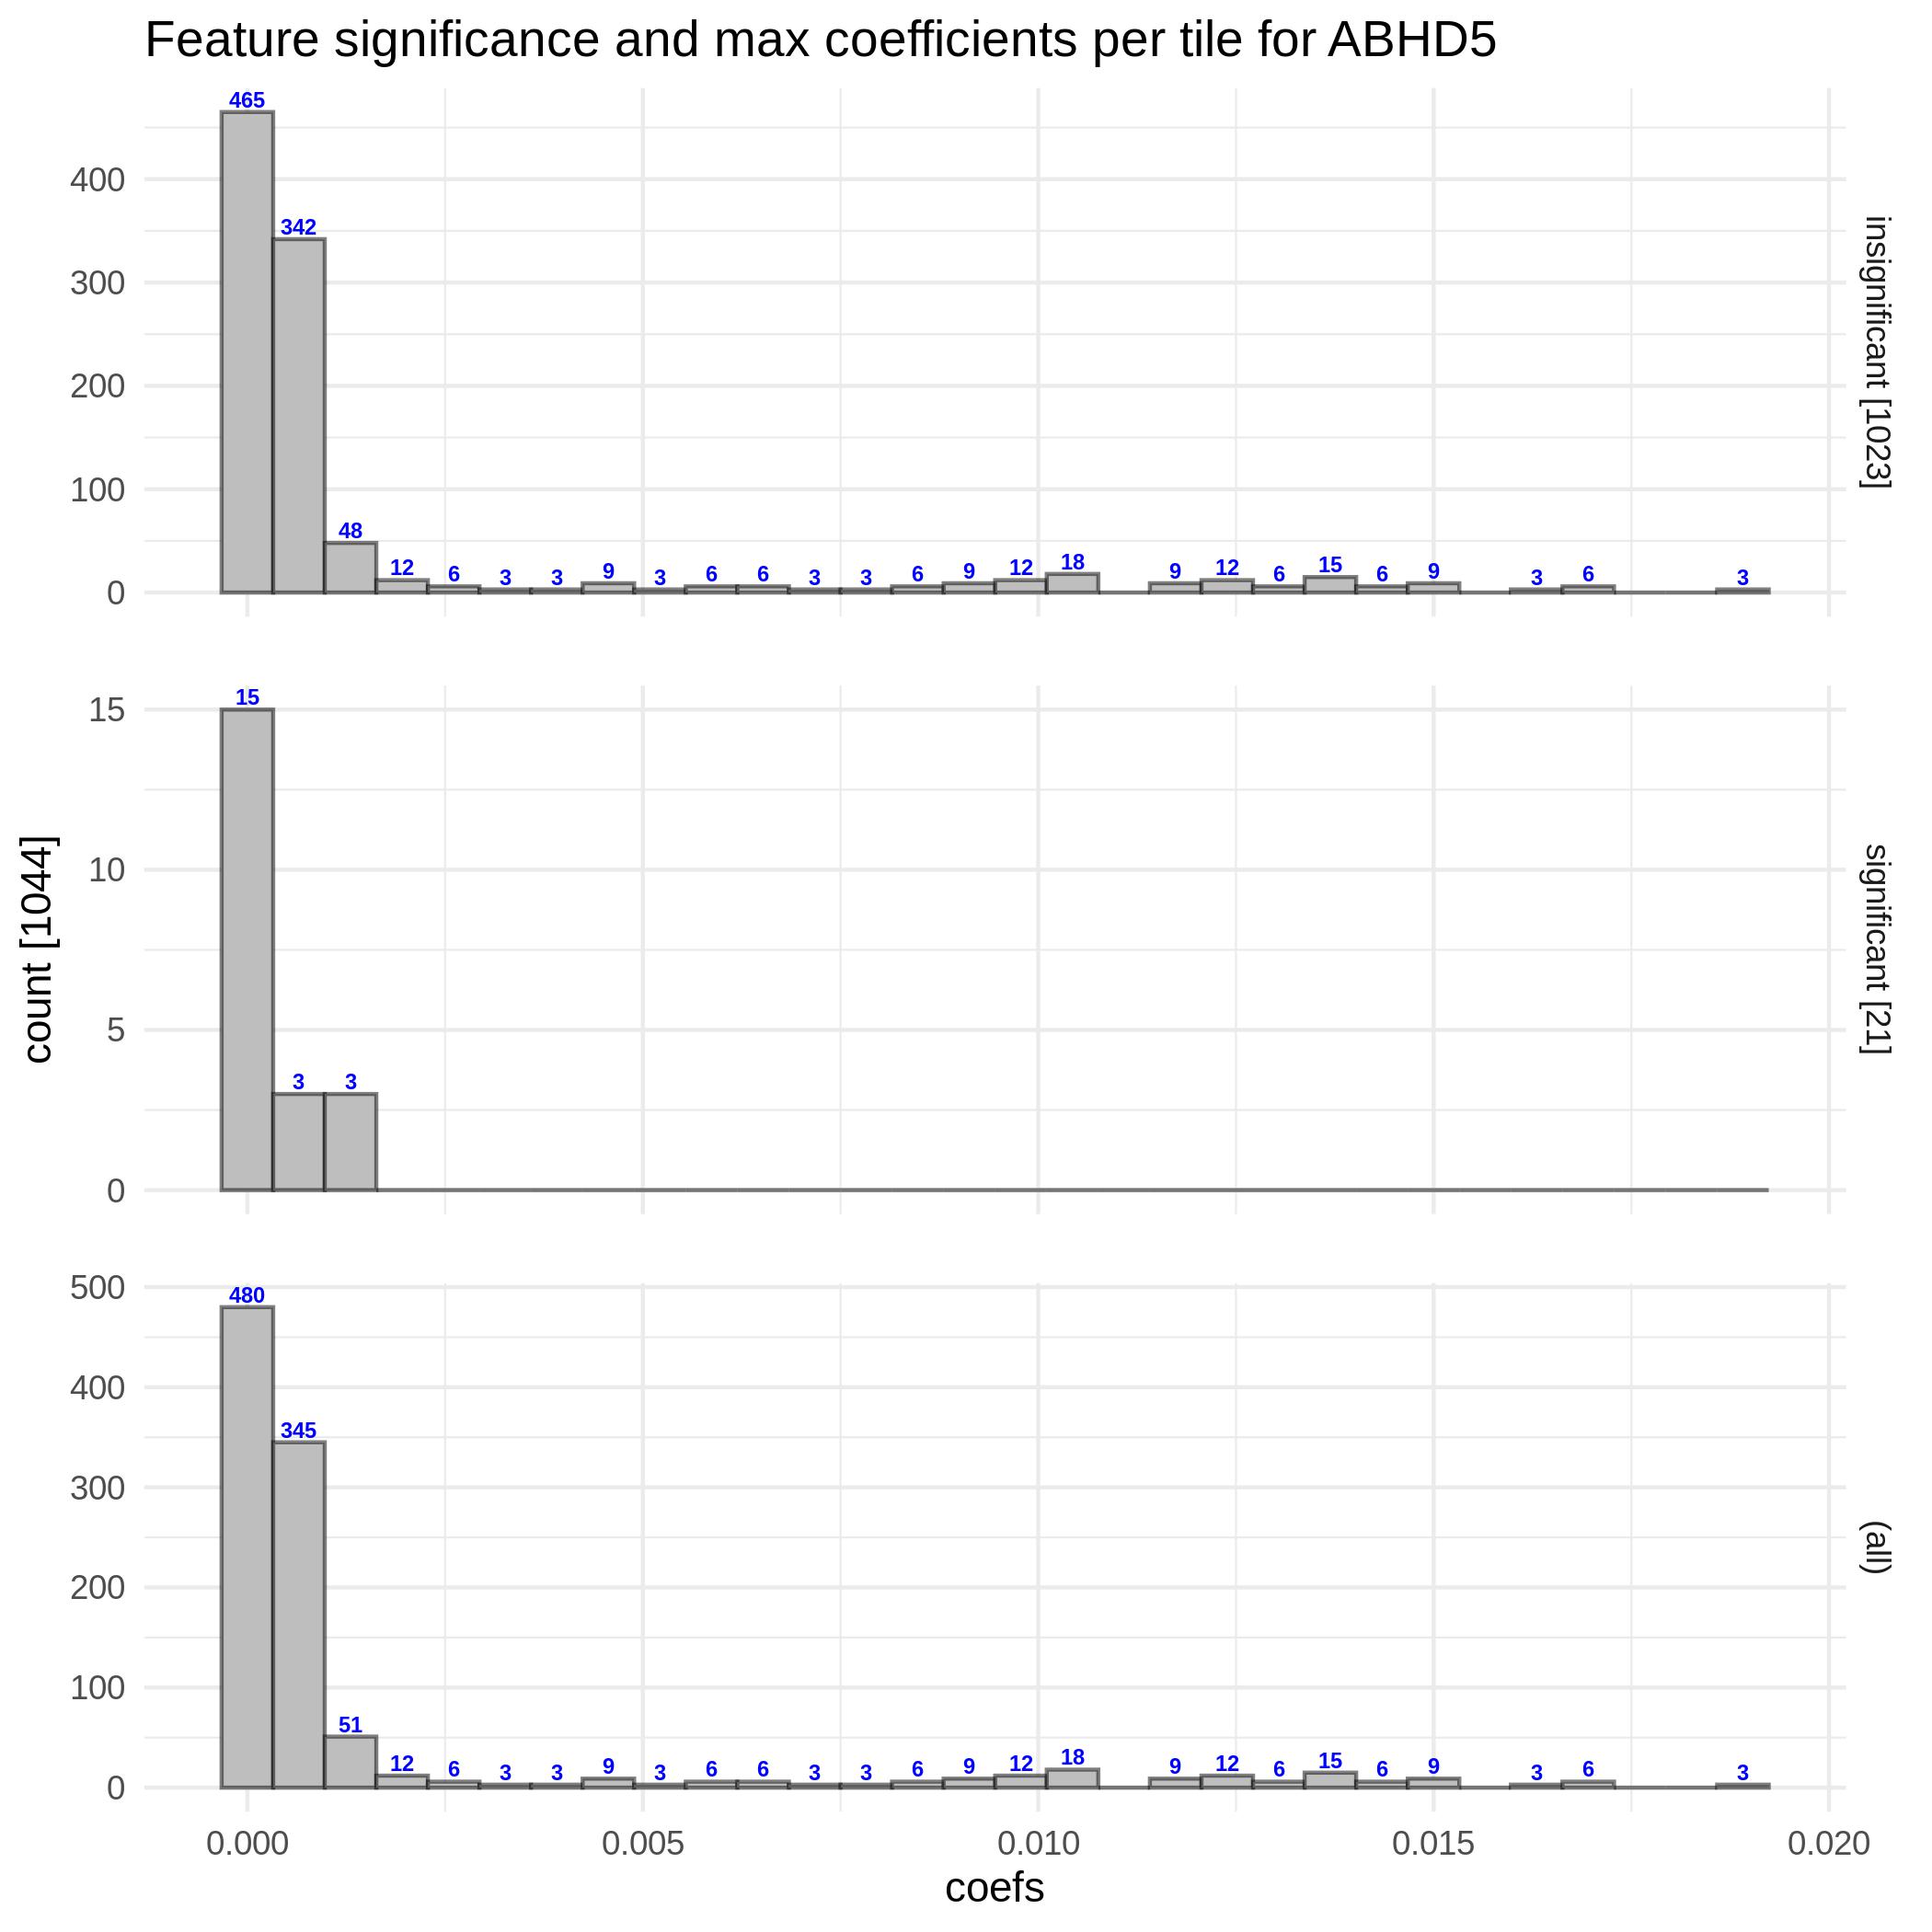 Feature significance and max coefficients per tile for ABHD5
465
342
48
12 6 3 3 9 3 6 6 3 3 6 9 12 18 9 12 6 15 6 9 3 6 3
400
300
200
100
0
insignificant [1023]
15
3 3
15
10
5
0
significant [21]
count [1044]
480
345
51
12 6 3 3 9 3 6 6 3 3 6 9 12 18 9 12 6 15 6 9 3 6 3
500
400
300
200
100
0
(all)
0.000 0.005 0.010 0.015 0.020
coefs